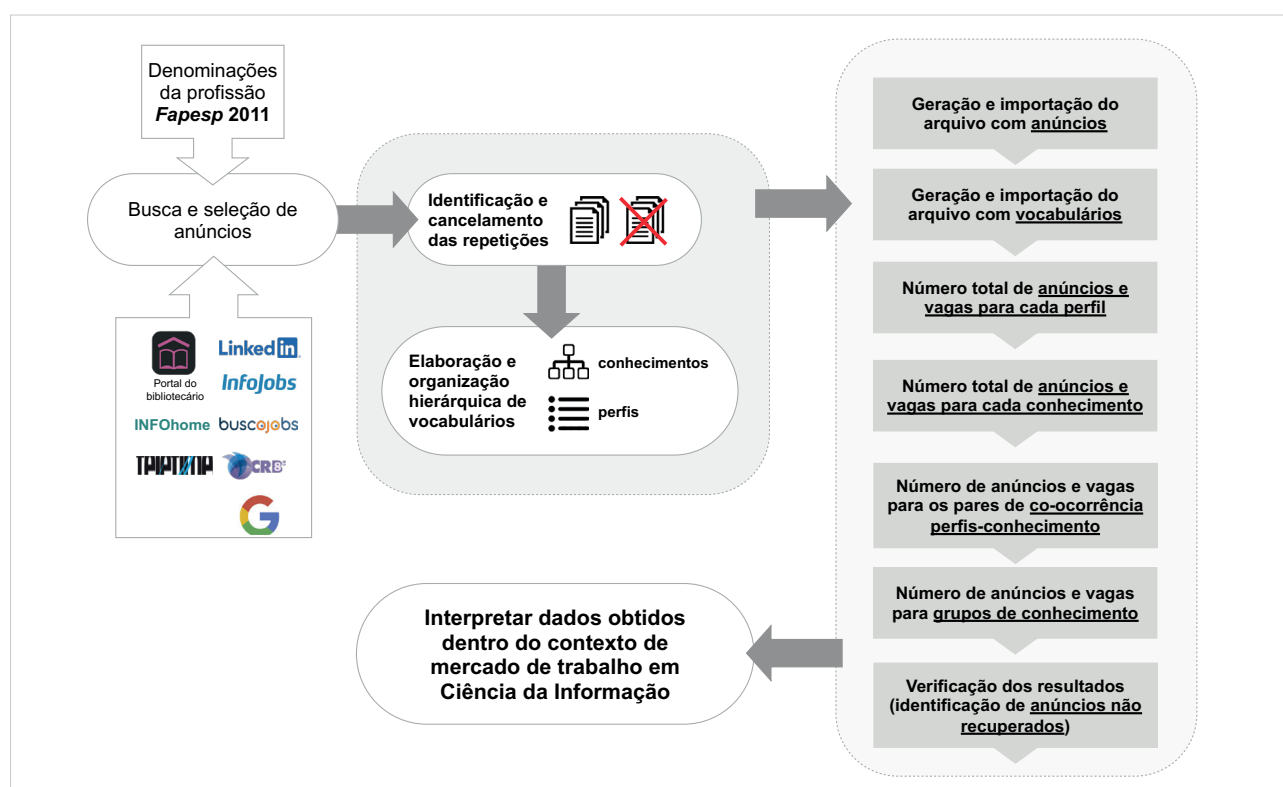 Denominações
da profissão
Fapesp 2011
Busca e seleção de
anúncios
Portal do
bibliotecário
LinkedIn
InfoJobs
INFOhome
buscojobs
CRB8ª
Identificação e
cancelamento
das repetições
Elaboração e
organização
hierárquica de
vocabulários
conhecimentos
perfis
Geração e importação do
arquivo com anúncios
Geração e importação do
arquivo com vocabulários
Número total de anúncios e
vagas para cada perfil
Número total de anúncios e
vagas para cada conhecimento
Número de anúncios e vagas
para os pares de co-ocorrência
perfis-conhecimento
Número de anúncios e vagas
para grupos de conhecimento
Verificação dos resultados
(identificação de anúncios não
recuperados)
Interpretar dados obtidos
dentro do contexto de
mercado de trabalho em
Ciência da Informação